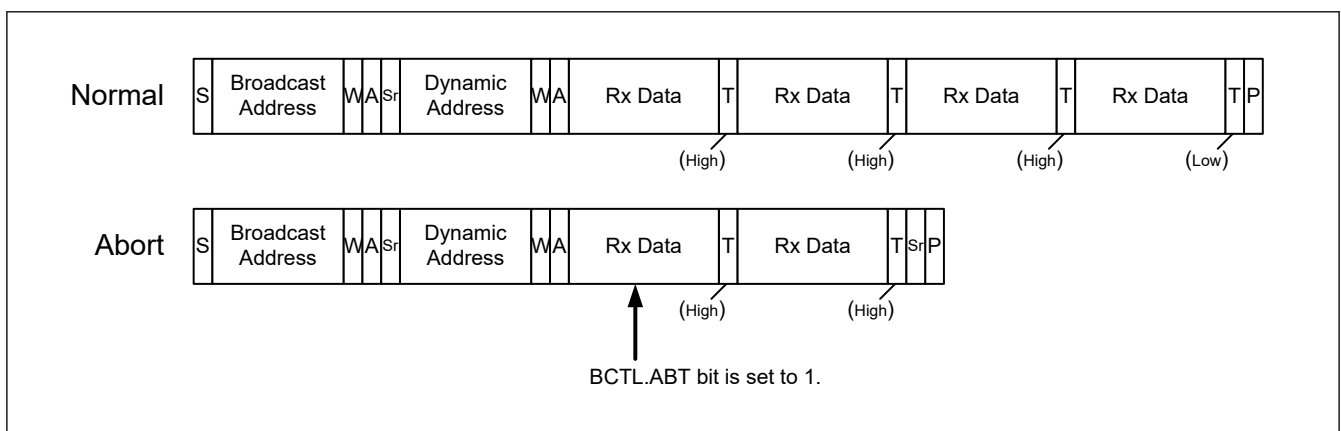 Normal S Broadcast Address W A Sr Dynamic Address W A Rx Data T Rx Data T Rx Data T Rx Data T P
(High) (High) (High) (Low)
Abort S Broadcast Address W A Sr Dynamic Address W A Rx Data T Rx Data T Sr P
(High) (High)
BCTL.ABT bit is set to 1.